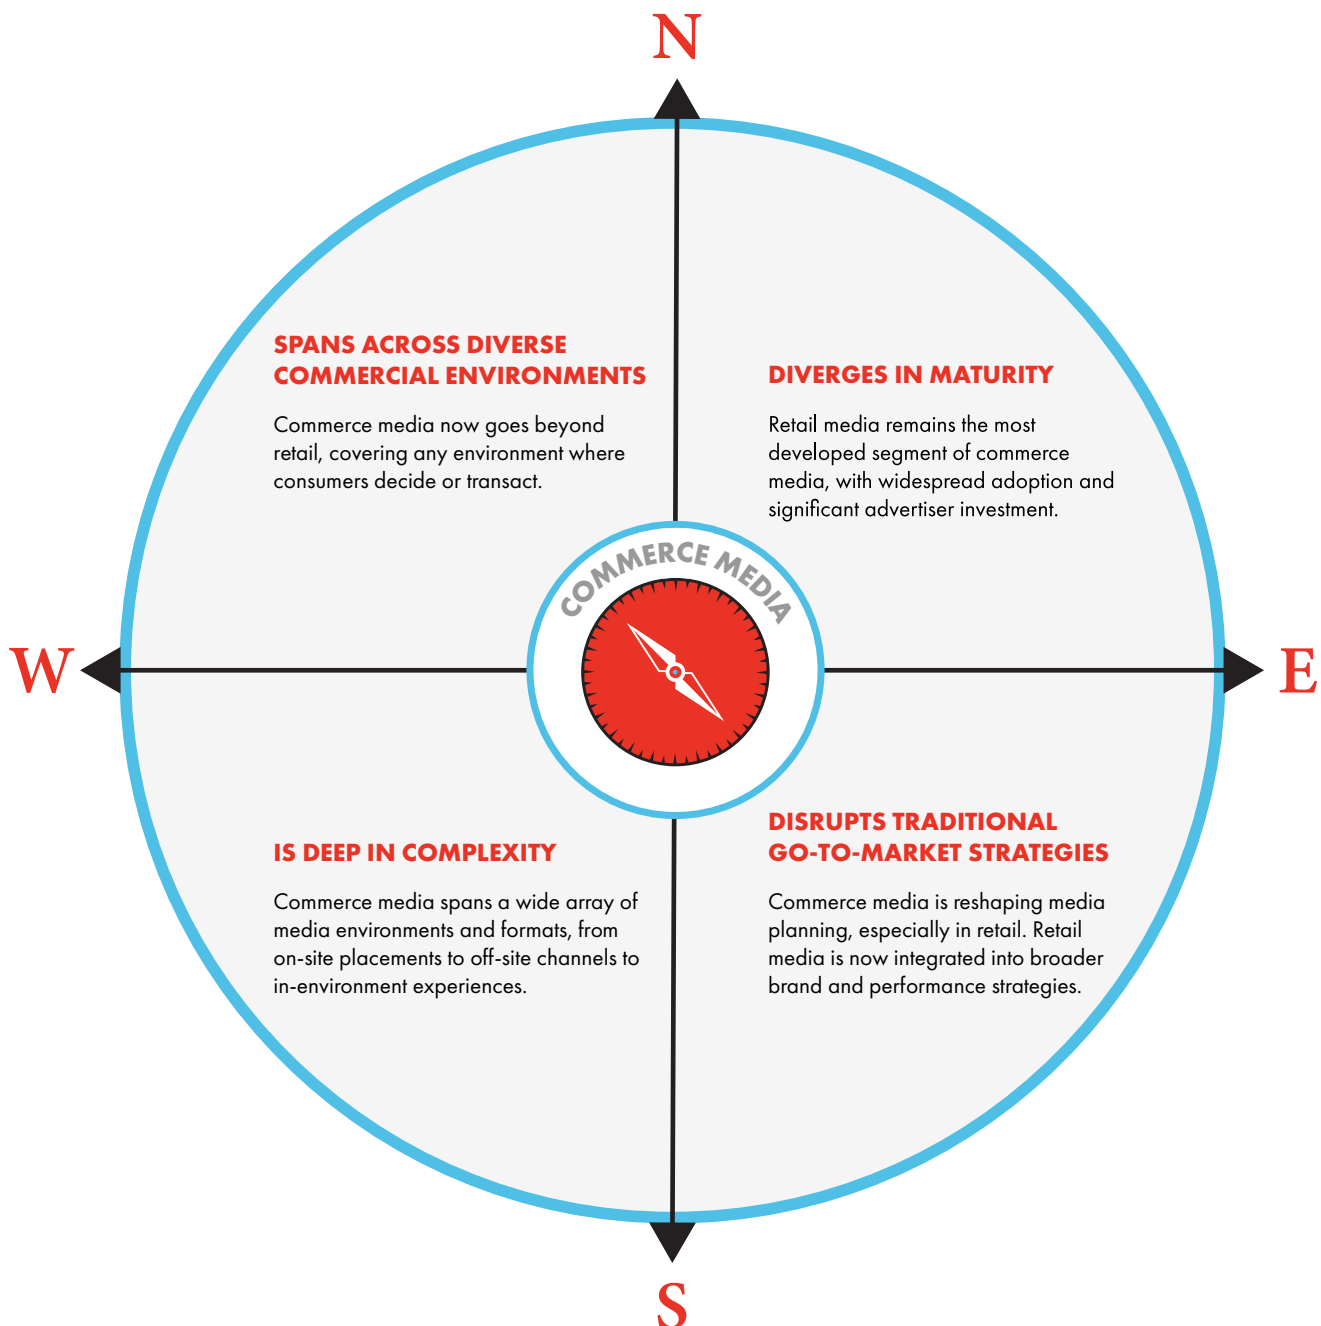 N
SPANS ACROSS DIVERSE
COMMERCIAL ENVIRONMENTS
Commerce media now goes beyond
retail, covering any environment where
consumers decide or transact.
DIVERGES IN MATURITY
Retail media remains the most
developed segment of commerce
media, with widespread adoption and
significant advertiser investment.
COMMERCE MEDIA
W
E
IS DEEP IN COMPLEXITY
Commerce media spans a wide array of
media environments and formats, from
on-site placements to off-site channels to
in-environment experiences.
DISRUPTS TRADITIONAL
GO-TO-MARKET STRATEGIES
Commerce media is reshaping media
planning, especially in retail. Retail
media is now integrated into broader
brand and performance strategies.
S